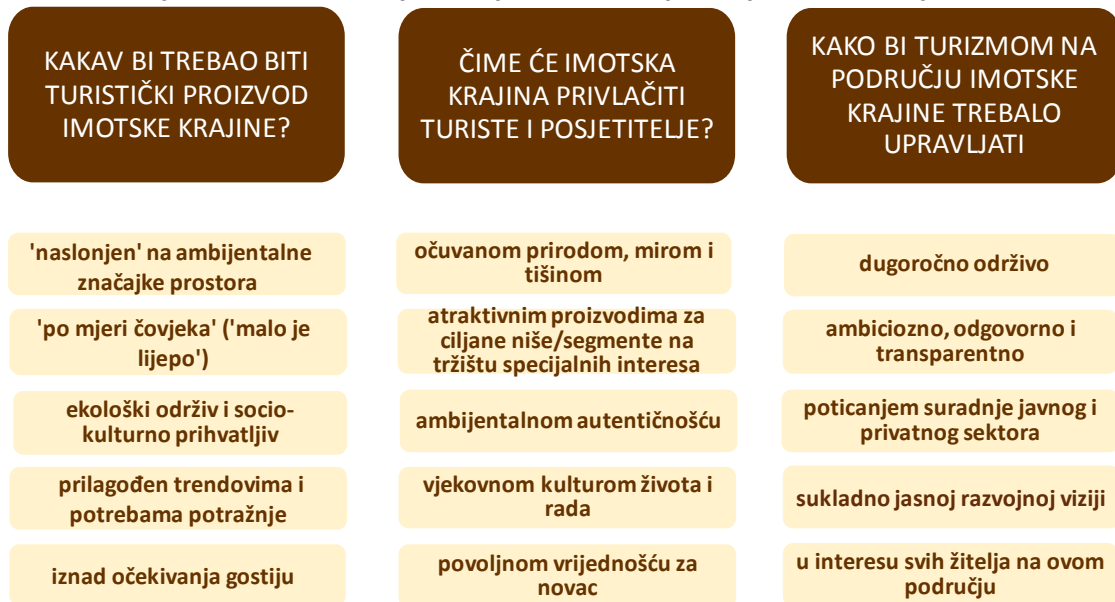 KAKAV BI TREBAO BITI
TURISTIČKI PROIZVOD
IMOTSKE KRAJINE?
'naslonjen' na ambijentalne
značajke prostora
'po mjeri čovjeka' ('malo je
lijepo')
ekološki održiv i socio-
kulturno prihvatljiv
prilagođen trendovima i
potrebama potražnje
iznad očekivanja gostiju
ČIME ĆE IMOTSKA
KRAJINA PRIVLAČITI
TURISTE I POSJETITELJE?
očuvanom prirodom, mirom i
tišinom
atraktivnim proizvodima za
ciljane niše/segmente na
tržištu specijalnih interesa
ambijentalnom autentičnošću
vjekovnom kulturom života i
rada
povoljnom vrijednošću za
novac
KAKO BI TURIZMOM NA
PODRUČJU IMOTSKE
KRAJINE TREBALO
UPRAVLJATI
dugoročno održivo
ambiciozno, odgovorno i
transparentno
poticanjem suradnje javnog i
privatnog sektora
sukladno jasnoj razvojnoj viziji
u interesu svih žitelja na ovom
području